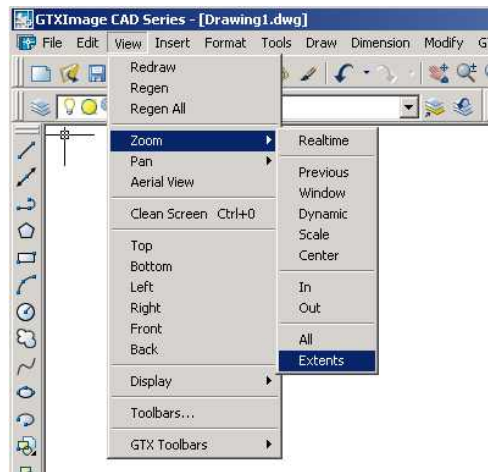 GTXImage CAD Series - [Drawing1.dwg]
File Edit View Insert Format Tools Draw Dimension Modify G
Redraw
Regen
Regen All
Zoom
Pan
Aerial View
Clean Screen Ctrl+0
Top
Bottom
Left
Right
Front
Back
Display
Toolbars...
GTX Toolbars
Realtime
Previous
Window
Dynamic
Scale
Center
In
Out
All
Extents